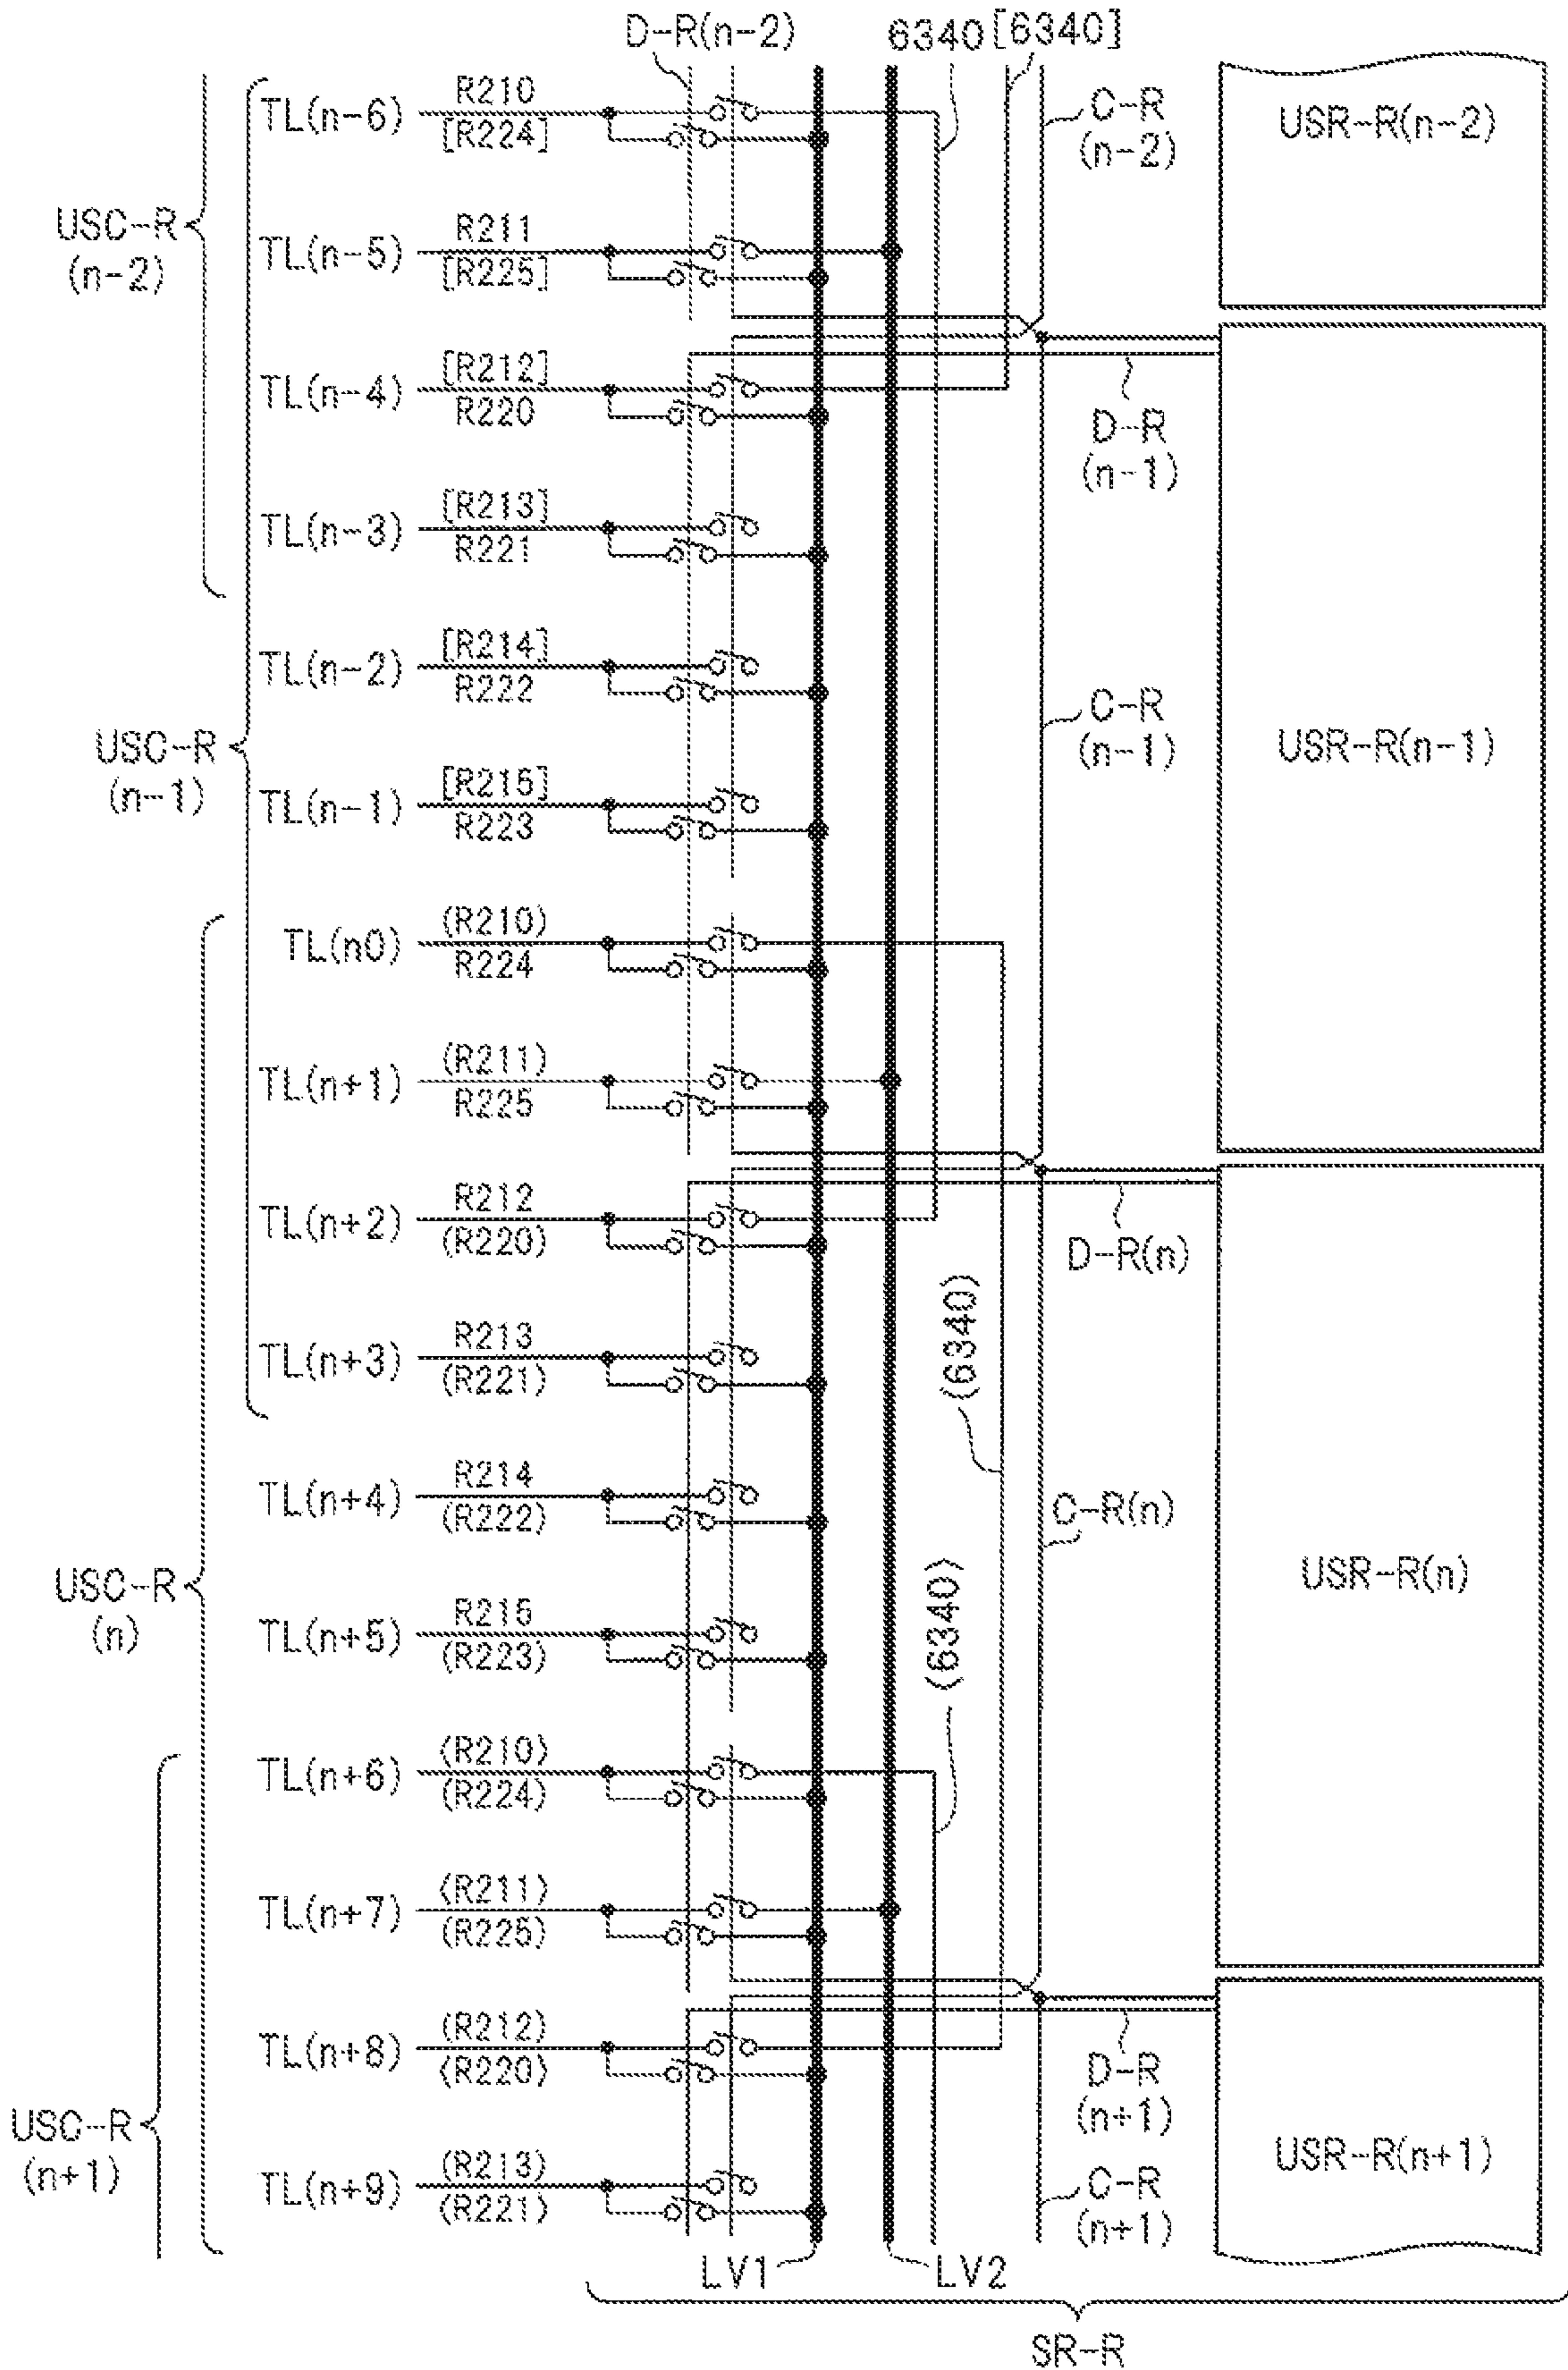 D-R(n-2)
6340[6340]
TL(n-6)
R210
[R224]
C-R
(n-2)
USR-R(n-2)
USC-R
(n-2)
TL(n-5)
R211
[R225]
TL(n-4)
[R212]
R220
D-R
(n-1)
TL(n-3)
[R213]
R221
TL(n-2)
[R214]
R222
C-R
(n-1)
USR-R(n-1)
USC-R
(n-1)
TL(n-1)
[R215]
R223
TL(n0)
(R210)
R224
TL(n+1)
(R211)
R225
TL(n+2)
R212
(R220)
D-R(n)
TL(n+3)
R213
(R221)
(6340)
TL(n+4)
R214
(R222)
C-R(n)
USR-R(n)
USC-R
(n)
TL(n+5)
R215
(R223)
(6340)
TL(n+6)
⟨R210⟩
(R224)
TL(n+7)
⟨R211⟩
(R225)
TL(n+8)
(R212)
⟨R220⟩
D-R
(n+1)
USC-R
(n+1)
TL(n+9)
(R213)
(R221)
C-R
(n+1)
USR-R(n+1)
LV1
LV2
SR-R